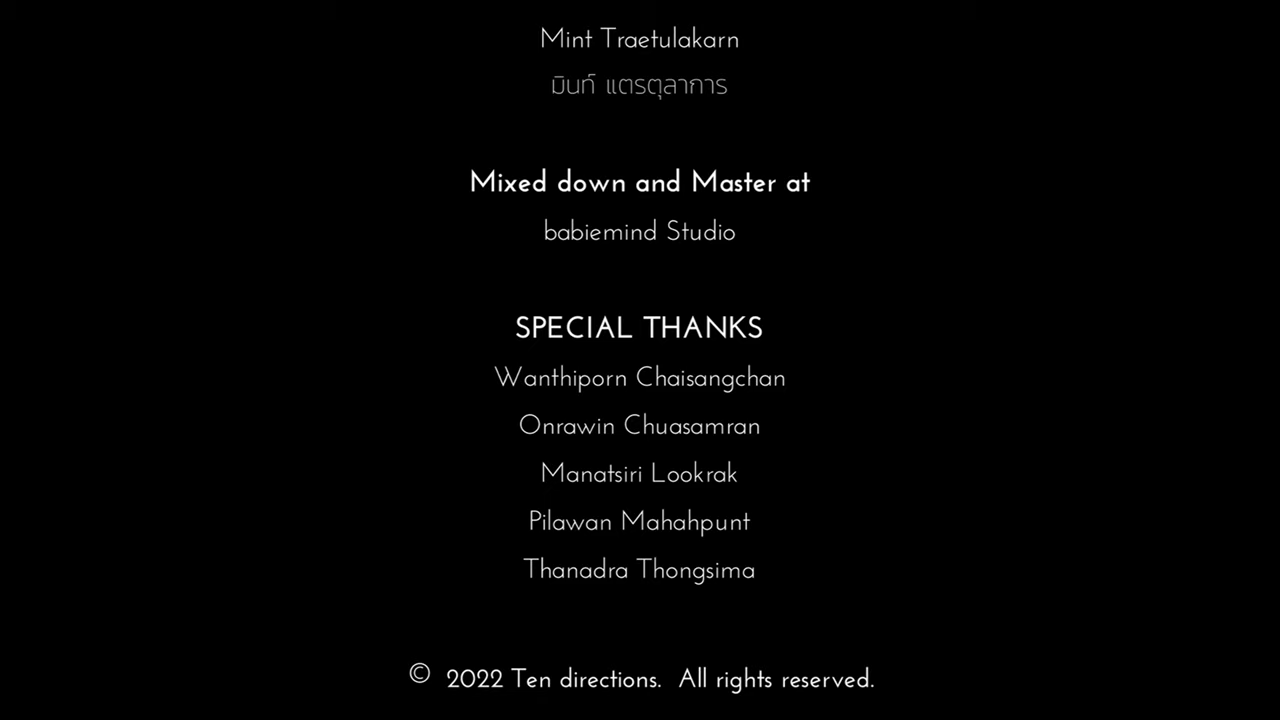 Mint Traetulakarn
มินท์ แตรตุลาการ
Mixed down and Master at
babiemind Studio
SPECIAL THANKS
Wanthiporn Chaisangchan
Onrawin Chuasamran
Manatsiri Lookrak
Pilawan Mahahpunt
Thanadra Thongsima
© 2022 Ten directions. All rights reserved.